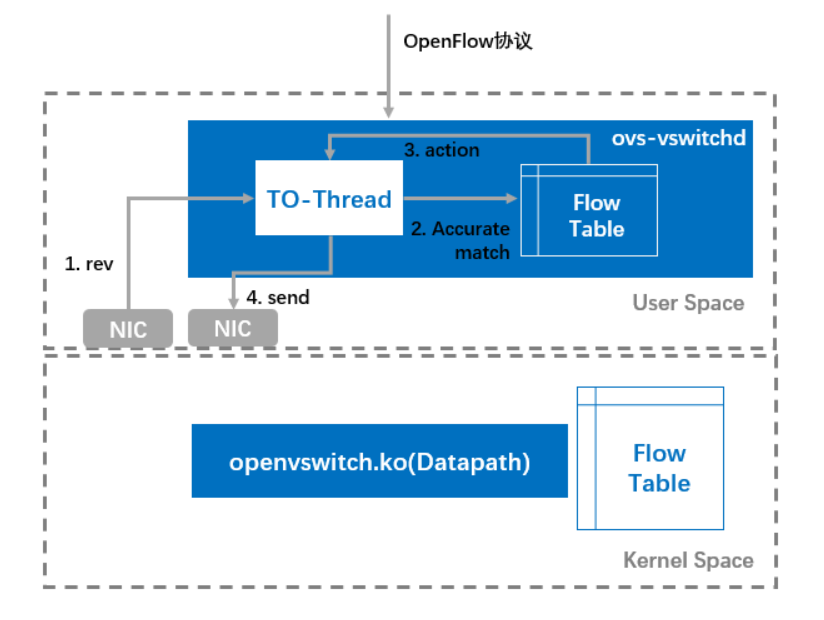 OpenFlow协议
ovs-vswitchd
3. action
TO-Thread
Flow
Table
2. Accurate
match
1. rev
4. send
User Space
NIC
NIC
openvswitch.ko(Datapath)
Flow
Table
Kernel Space